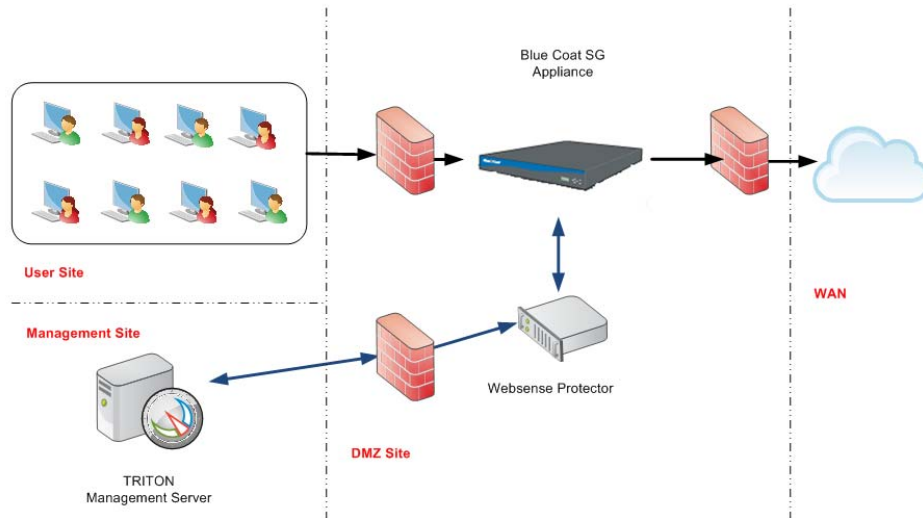 Blue Coat SG
Appliance
User Site
Management Site
WAN
Websense Protector
DMZ Site
TRITON
Management Server